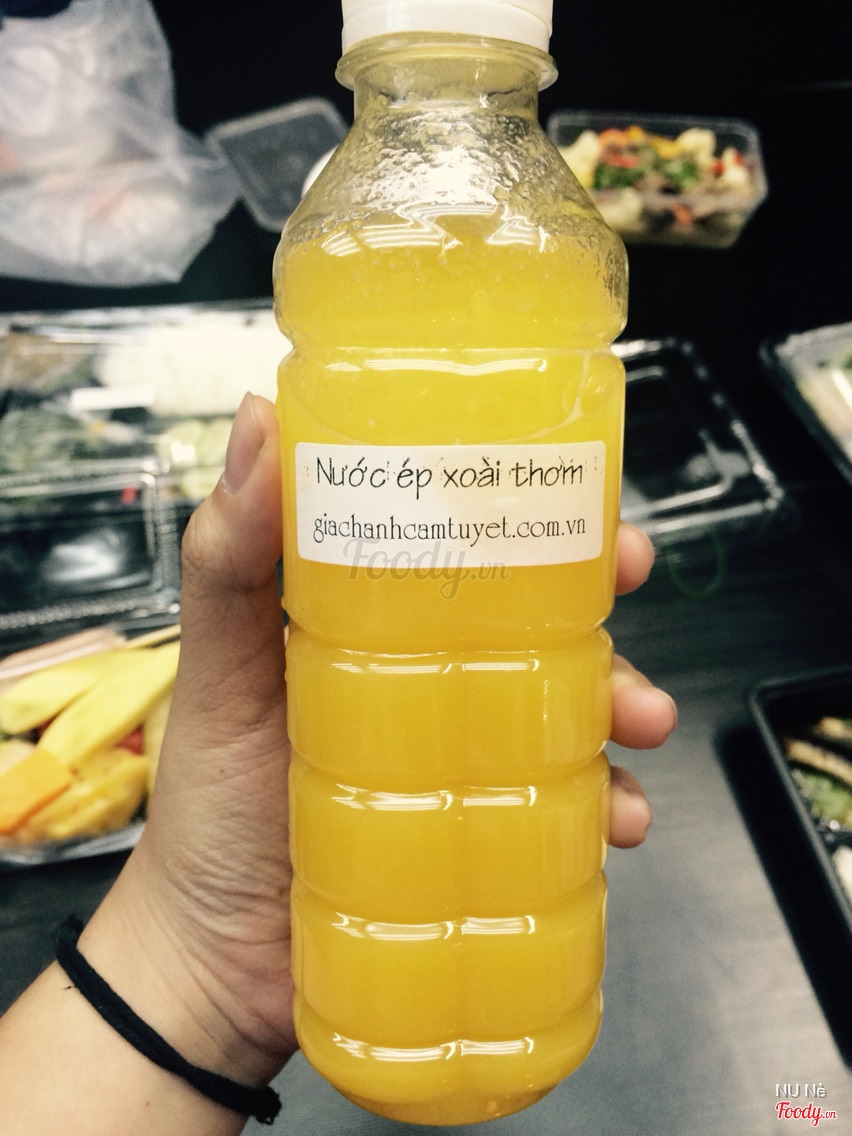 Nước ép xoài thơm
giachanhcamtuyet.com.vn
Foody.vn
NU Nè
Foody.vn